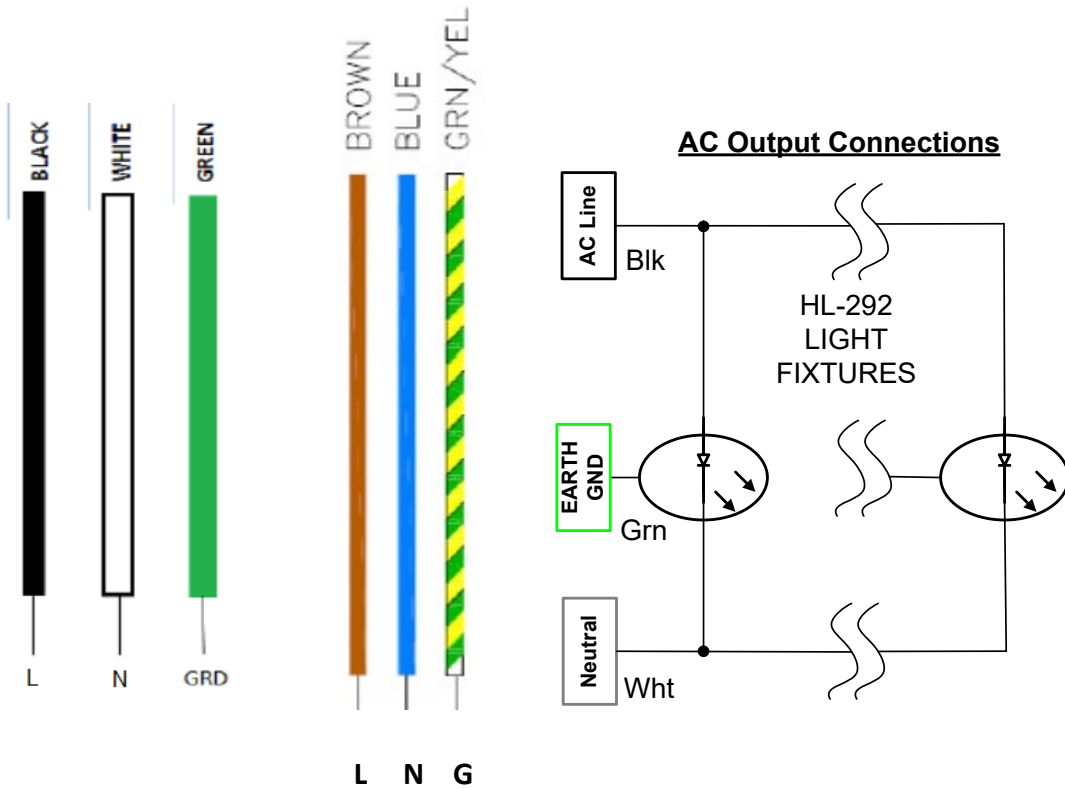 BLACK
WHITE
GREEN
L
N
GRD
BROWN
BLUE
GRN/YEL
L N G
AC Output Connections
AC Line
Blk
HL-292
LIGHT
FIXTURES
EARTH
GND
Grn
Neutral
Wht